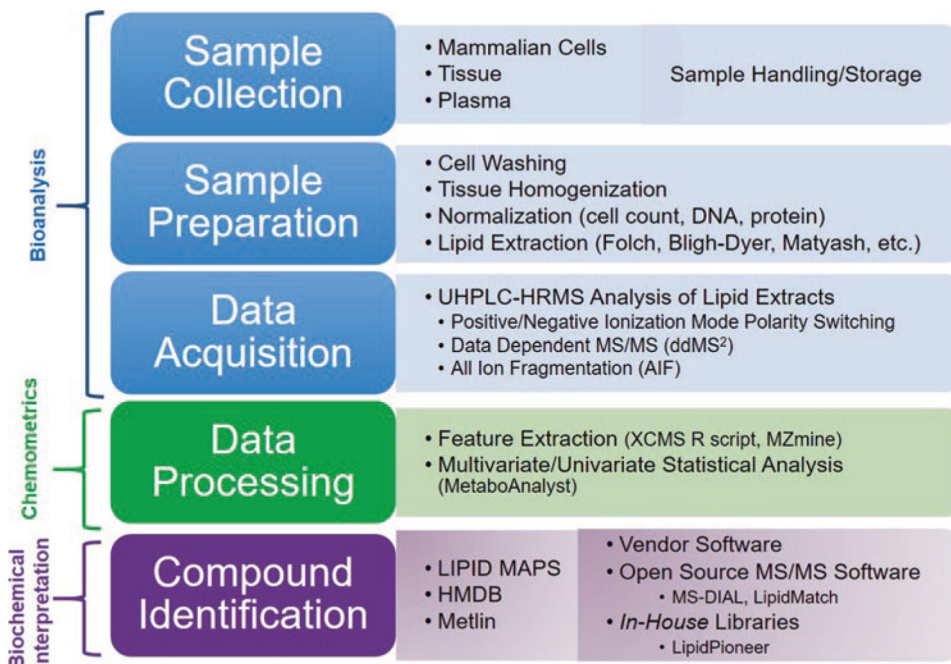 Bioanalysis
Sample
Collection
• Mammalian Cells
• Tissue
• Plasma
Sample Handling/Storage
Sample
Preparation
• Cell Washing
• Tissue Homogenization
• Normalization (cell count, DNA, protein)
• Lipid Extraction (Folch, Bligh-Dyer, Matyash, etc.)
Data
Acquisition
• UHPLC-HRMS Analysis of Lipid Extracts
• Positive/Negative Ionization Mode Polarity Switching
• Data Dependent MS/MS (ddMS²)
• All Ion Fragmentation (AIF)
Chemometrics
Data
Processing
• Feature Extraction (XCMS R script, MZmine)
• Multivariate/Univariate Statistical Analysis
(MetaboAnalyst)
Biochemical
Interpretation
Compound
Identification
• LIPID MAPS
• HMDB
• Metlin
• Vendor Software
• Open Source MS/MS Software
• MS-DIAL, LipidMatch
• In-House Libraries
• LipidPioneer